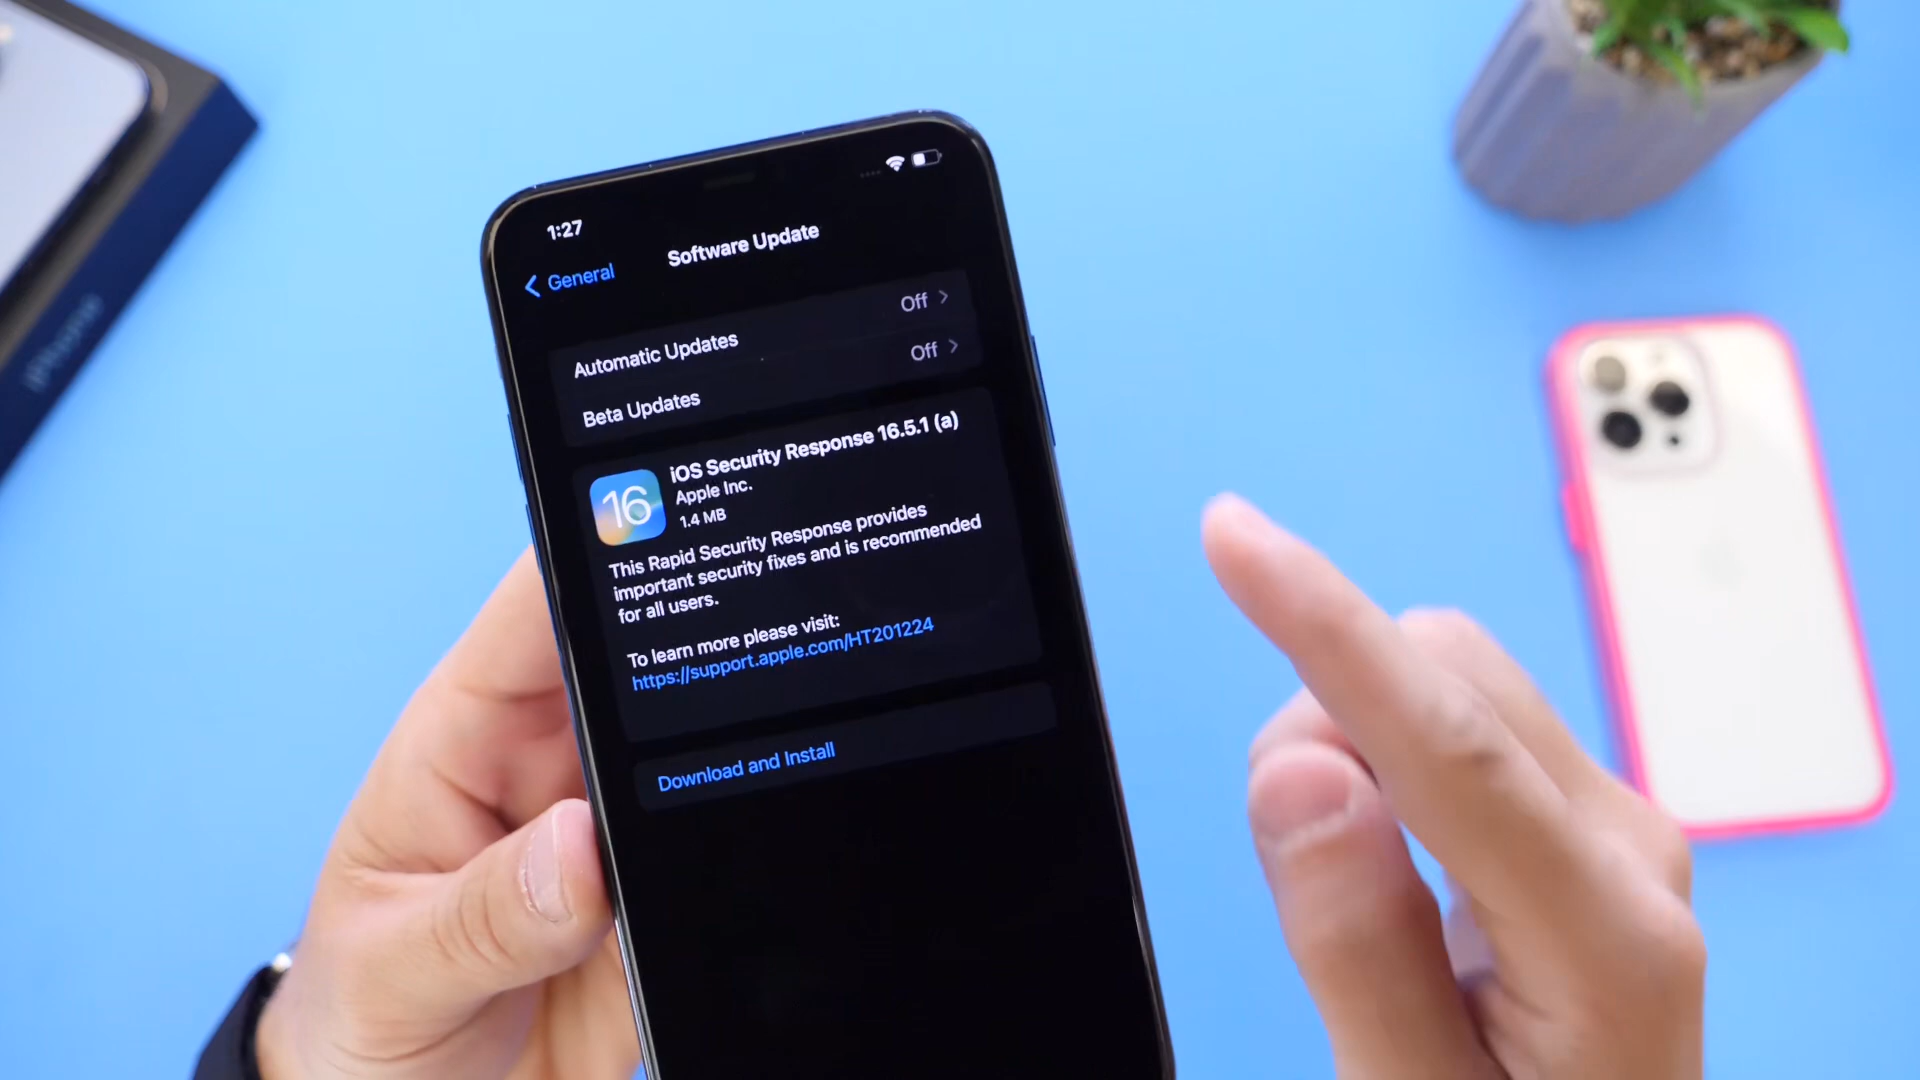 1:27
General
Software Update
Automatic Updates Off
Beta Updates Off
16
iOS Security Response 16.5.1 (a)
Apple Inc.
1.4 MB
This Rapid Security Response provides
important security fixes and is recommended
for all users.
To learn more please visit:
https://support.apple.com/HT201224
Download and Install
iPhone